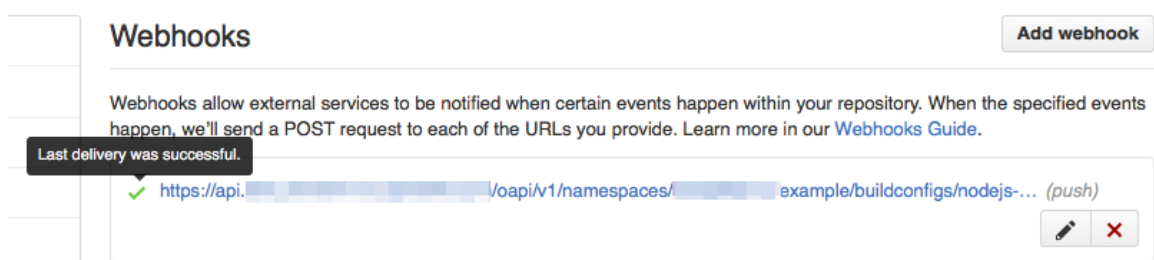 Webhooks
Add webhook
Webhooks allow external services to be notified when certain events happen within your repository. When the specified events
happen, we'll send a POST request to each of the URLs you provide. Learn more in our Webhooks Guide.
Last delivery was successful.
https://api. /oapi/v1/namespaces/ example/buildconfigs/nodejs-... (push)